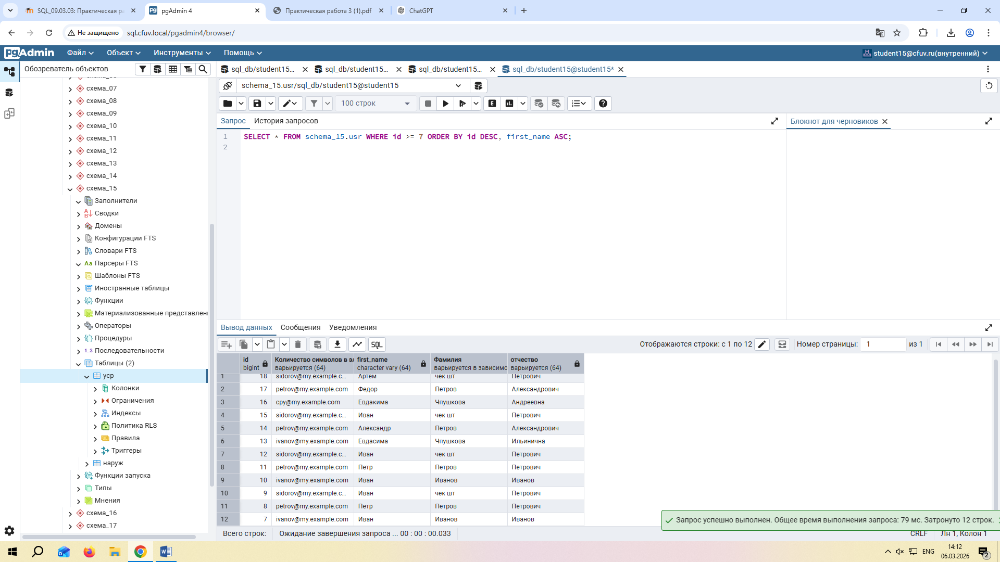 SQL_09.03.03: Практическая р
pgAdmin 4
Практическая работа 3 (1).pdf
ChatGPT
Не защищено
sql.cfuv.local/pgadmin4/browser/
pgAdmin
Файл
Объект
Инструменты
Помощь
student15@cfuv.ru(внутренний)
Обозреватель объектов
схема_07
схема_08
схема_09
схема_10
схема_11
схема_12
схема_13
схема_14
схема_15
Заполнители
Сводки
Домены
Конфигурации FTS
Словари FTS
Aa Парсеры FTS
Шаблоны FTS
Иностранные таблицы
Функции
Материализованные представлен
Операторы
Процедуры
1..3 Последовательности
Таблицы (2)
уср
Колонки
Ограничения
Индексы
Политика RLS
Правила
Триггеры
наруж
Функции запуска
Типы
Мнения
схема_16
схема_17
sql_db/student15...
sql_db/student15...
sql_db/student15...
sql_db/student15@student15*
schema_15.usr/sql_db/student15@student15
100 строк
E
Запрос
История запросов
Блокнот для черновиков
1 SELECT * FROM schema_15.usr WHERE id >= 7 ORDER BY id DESC, first_name ASC;
2
Вывод данных
Сообщения
Уведомления
SQL
Отображаются строки: с 1 по 12
Номер страницы: 1 из 1
id Количество символов в эл first_name Фамилия отчество
bigint варьируется (64) character vary (64) варьируется в зависимо варьируется (64)
1 18 sidorov@my.example.c... Артем чек шт Петрович
2 17 petrov@my.example.com Федор Петров Александрович
3 16 cpy@my.example.com Евдакима Чпушкова Андреевна
4 15 sidorov@my.example.c... Иван чек шт Петрович
5 14 petrov@my.example.com Александр Петров Александрович
6 13 ivanov@my.example.com Евдасима Чпушкова Ильинична
7 12 sidorov@my.example.c... Иван чек шт Петрович
8 11 petrov@my.example.com Петр Петров Петрович
9 10 ivanov@my.example.com Иван Иванов Иванов
10 9 sidorov@my.example.c... Иван чек шт Петрович
11 8 petrov@my.example.com Петр Петров Петрович
12 7 ivanov@my.example.com Иван Иванов Иванов
Запрос успешно выполнен. Общее время выполнения запроса: 79 мс. Затронуто 12 строк.
Всего строк:
Ожидание завершения запроса ... 00 : 00 : 00.033
CRLF
Лн 1, Колон 1
ENG
14:12
06.03.2026
2